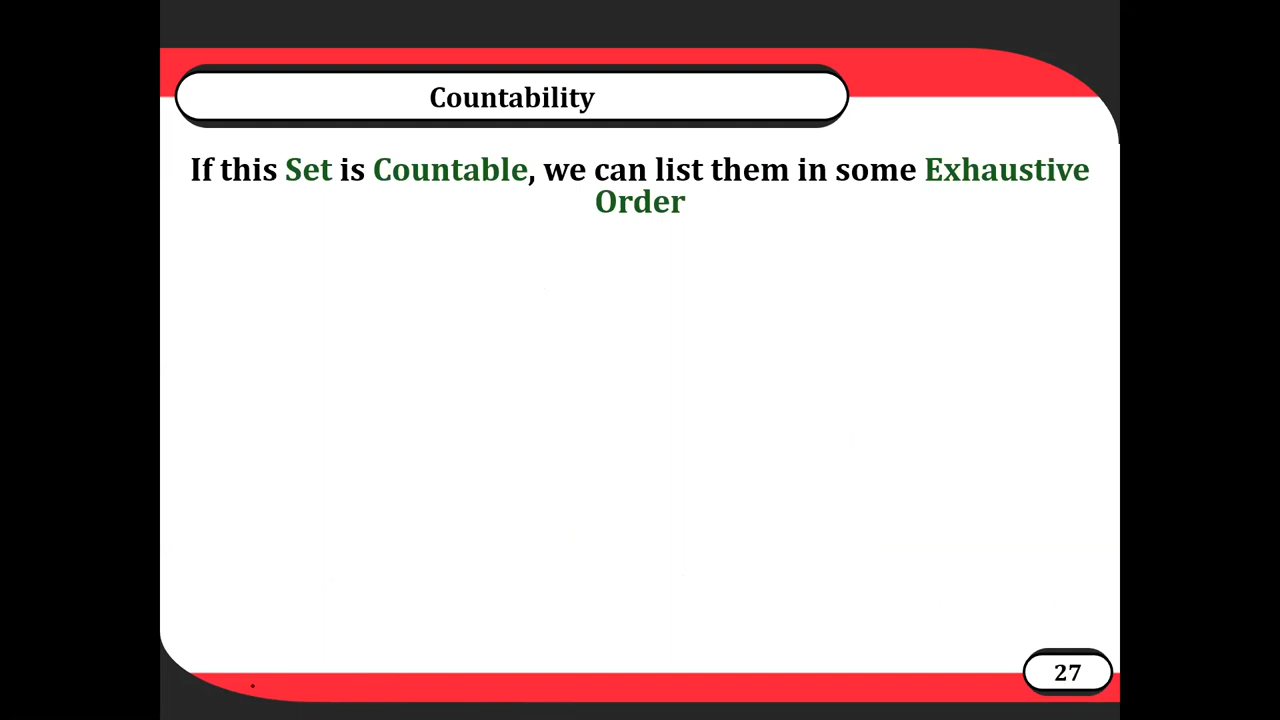 Countability
If this Set is Countable, we can list them in some Exhaustive
Order
27